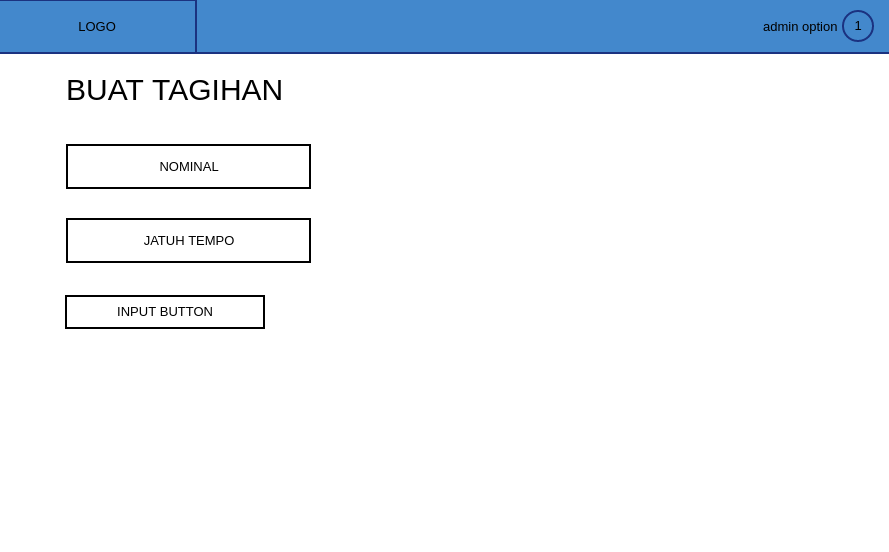 LOGO
admin option 1
BUAT TAGIHAN
NOMINAL
JATUH TEMPO
INPUT BUTTON